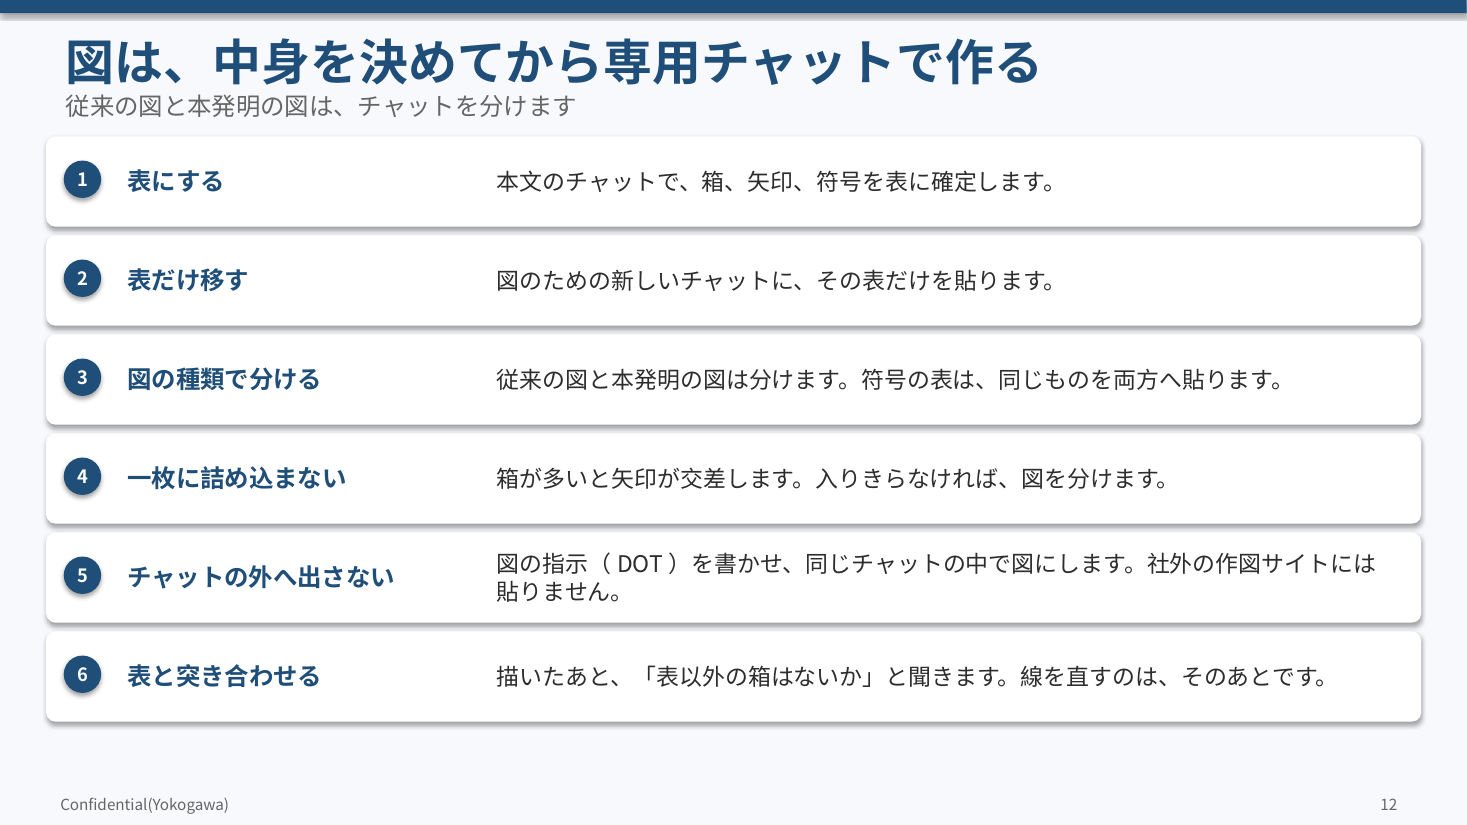 図は、中身を決めてから専用チャットで作る
従来の図と本発明の図は、チャットを分けます
1 表にする 本文のチャットで、箱、矢印、符号を表に確定します。
2 表だけ移す 図のための新しいチャットに、その表だけを貼ります。
3 図の種類で分ける 従来の図と本発明の図は分けます。符号の表は、同じものを両方へ貼ります。
4 一枚に詰め込まない 箱が多いと矢印が交差します。入りきらなければ、図を分けます。
5 チャットの外へ出さない 図の指示（ DOT ）を書かせ、同じチャットの中で図にします。社外の作図サイトには
貼りません。
6 表と突き合わせる 描いたあと、「表以外の箱はないか」と聞きます。線を直すのは、そのあとです。
Confidential(Yokogawa) 12